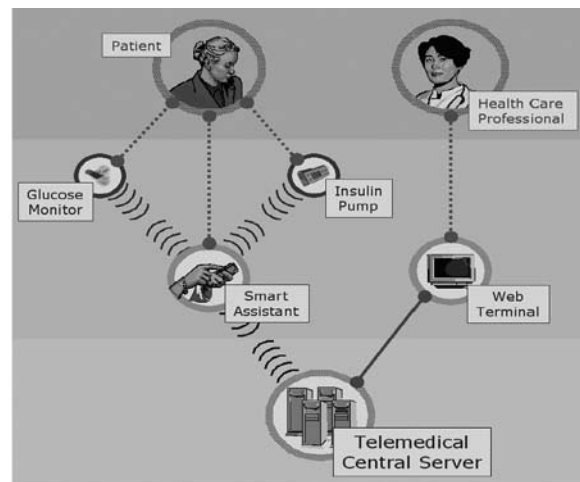 Patient
Health Care
Professional
Glucose
Monitor
Insulin
Pump
Smart
Assistant
Web
Terminal
Telemedical
Central Server